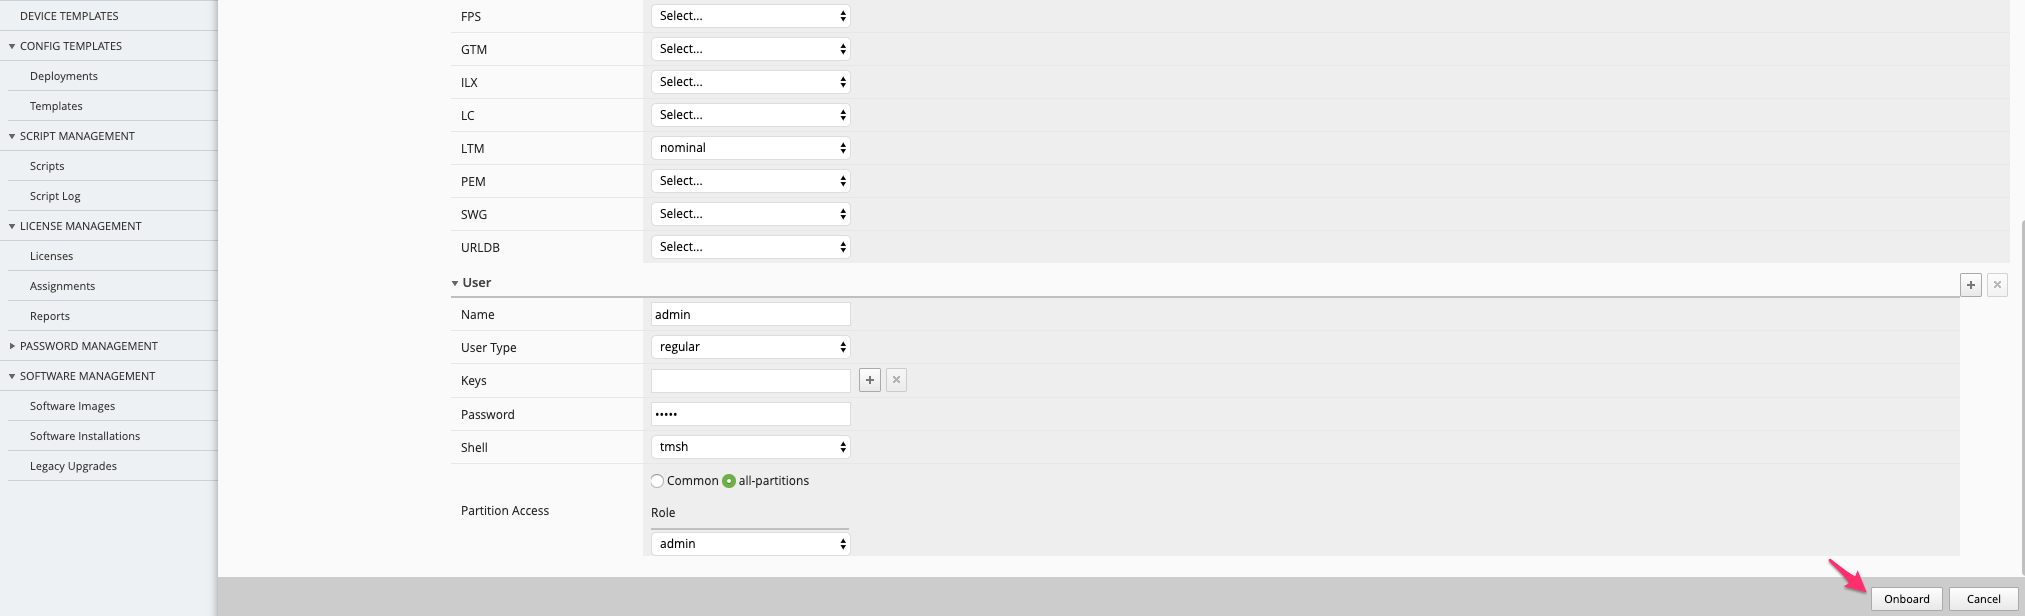 DEVICE TEMPLATES
CONFIG TEMPLATES
Deployments
Templates
SCRIPT MANAGEMENT
Scripts
Script Log
LICENSE MANAGEMENT
Licenses
Assignments
Reports
PASSWORD MANAGEMENT
SOFTWARE MANAGEMENT
Software Images
Software Installations
Legacy Upgrades
FPS Select...
GTM Select...
ILX Select...
LC Select...
LTM nominal
PEM Select...
SWG Select...
URLDB Select...
User
Name admin
User Type regular
Keys
Password •••••
Shell tmsh
Common all-partitions
Partition Access
Role
admin
Onboard Cancel